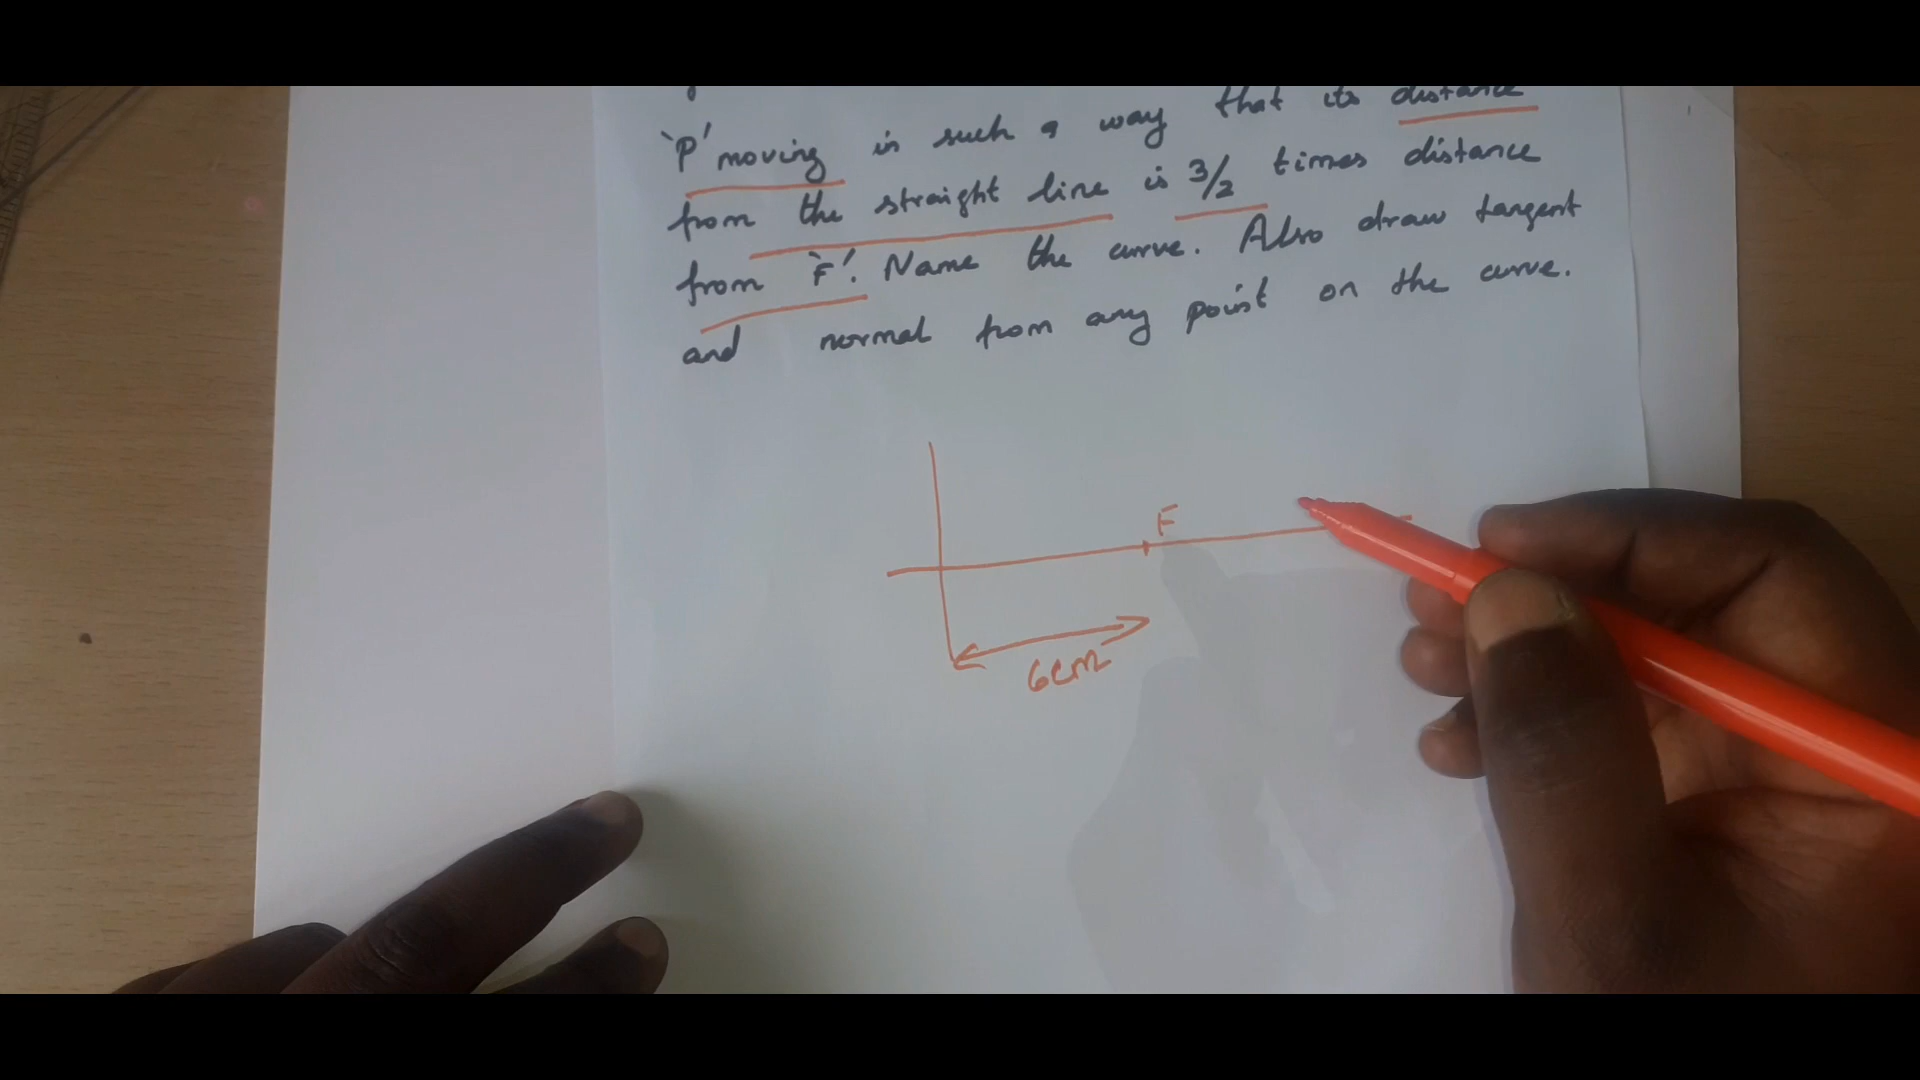 'P' moving in such a way that its distance
from the straight line is 3/2 times distance
from 'F'. Name the curve. Also draw tangent
and normal from any point on the curve.
F
6cm